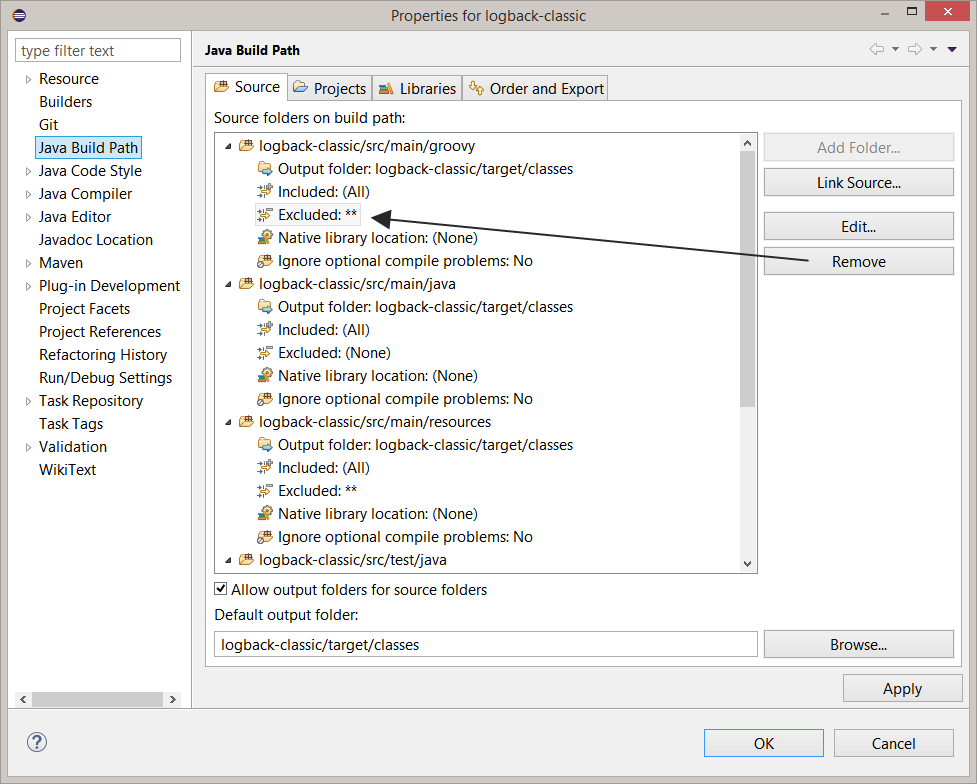 Properties for logback-classic
type filter text
Resource
Builders
Git
Java Build Path
Java Code Style
Java Compiler
Java Editor
Javadoc Location
Maven
Plug-in Development
Project Facets
Project References
Refactoring History
Run/Debug Settings
Task Repository
Task Tags
Validation
WikiText
Java Build Path
Source Projects Libraries Order and Export
Source folders on build path:
logback-classic/src/main/groovy
Output folder: logback-classic/target/classes
Included: (All)
Excluded: **
Native library location: (None)
Ignore optional compile problems: No
logback-classic/src/main/java
Output folder: logback-classic/target/classes
Included: (All)
Excluded: (None)
Native library location: (None)
Ignore optional compile problems: No
logback-classic/src/main/resources
Output folder: logback-classic/target/classes
Included: (All)
Excluded: **
Native library location: (None)
Ignore optional compile problems: No
logback-classic/src/test/java
Add Folder...
Link Source...
Edit...
Remove
Allow output folders for source folders
Default output folder:
logback-classic/target/classes
Browse...
Apply
?
OK
Cancel